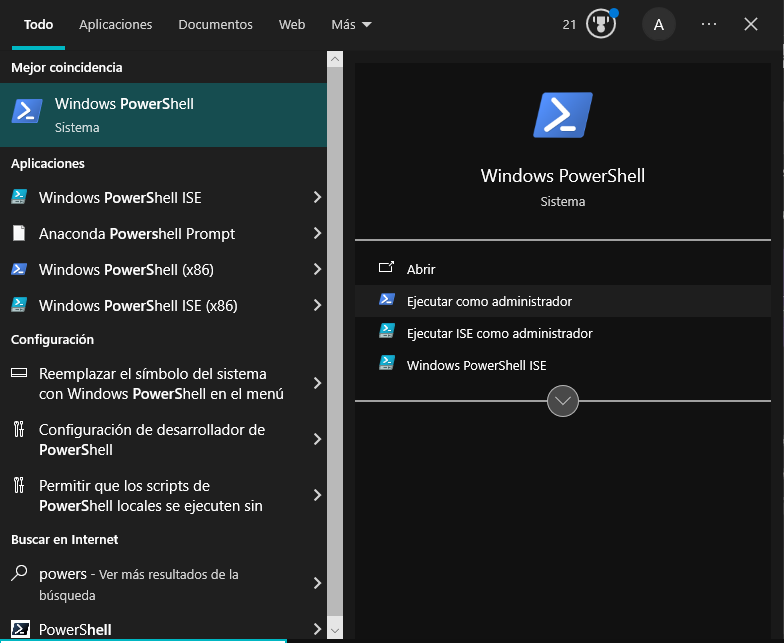 Todo Aplicaciones Documentos Web Más 21 A
Mejor coincidencia
Windows PowerShell
Sistema
Aplicaciones
Windows PowerShell ISE
Anaconda Powershell Prompt
Windows PowerShell (x86)
Windows PowerShell ISE (x86)
Configuración
Reemplazar el símbolo del sistema
con Windows PowerShell en el menú
Configuración de desarrollador de
PowerShell
Permitir que los scripts de
PowerShell locales se ejecuten sin
Buscar en Internet
powers - Ver más resultados de la
búsqueda
PowerShell
Windows PowerShell
Sistema
Abrir
Ejecutar como administrador
Ejecutar ISE como administrador
Windows PowerShell ISE